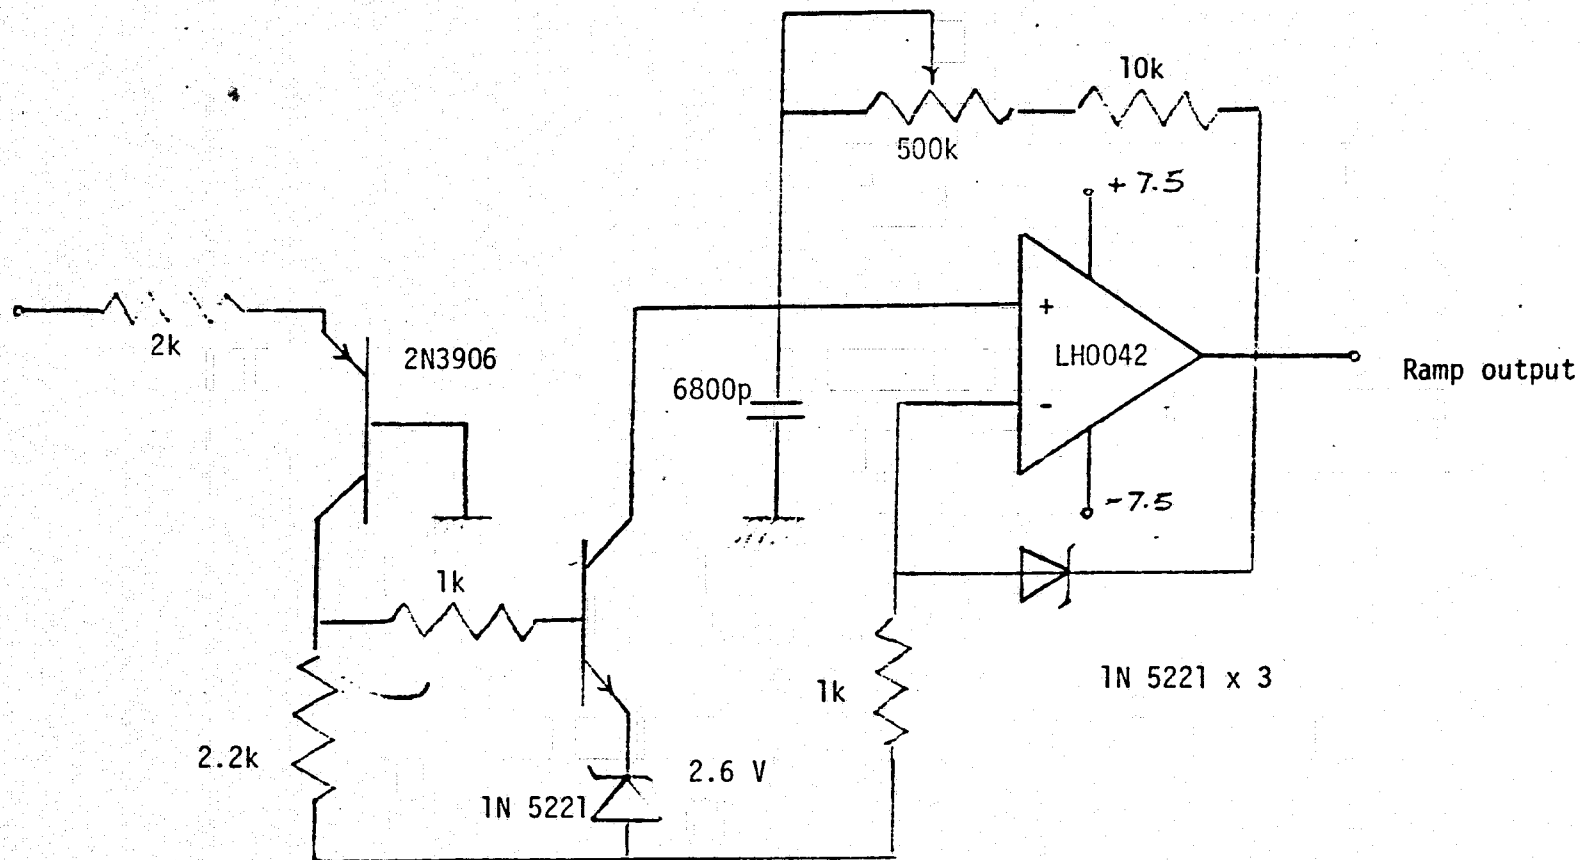 10k
500k
+ 7.5
2k
2N3906
+
LH0042
6800p
-
Ramp output
-7.5
1k
1k
1N 5221 x 3
2.2k
2.6 V
1N 5221